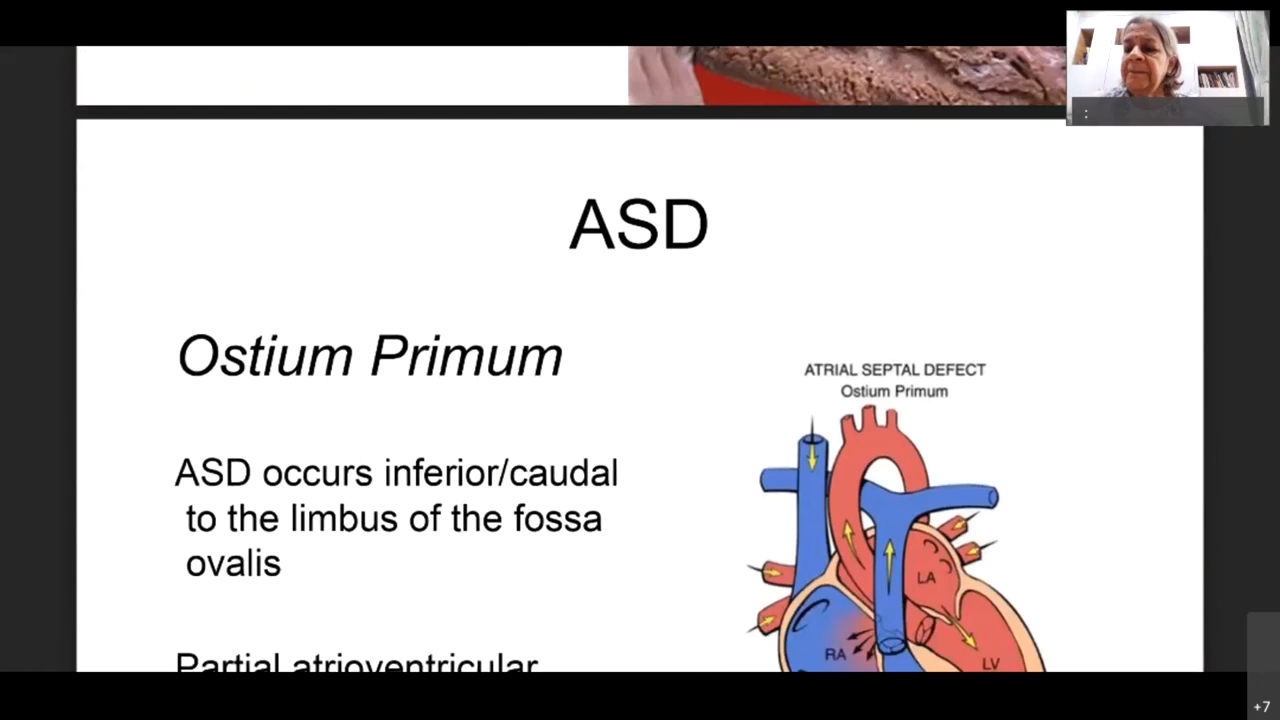 :
ASD
Ostium Primum
ASD occurs inferior/caudal
to the limbus of the fossa
ovalis
Partial atrioventricular
ATRIAL SEPTAL DEFECT
Ostium Primum
LA
RA
LV
+7